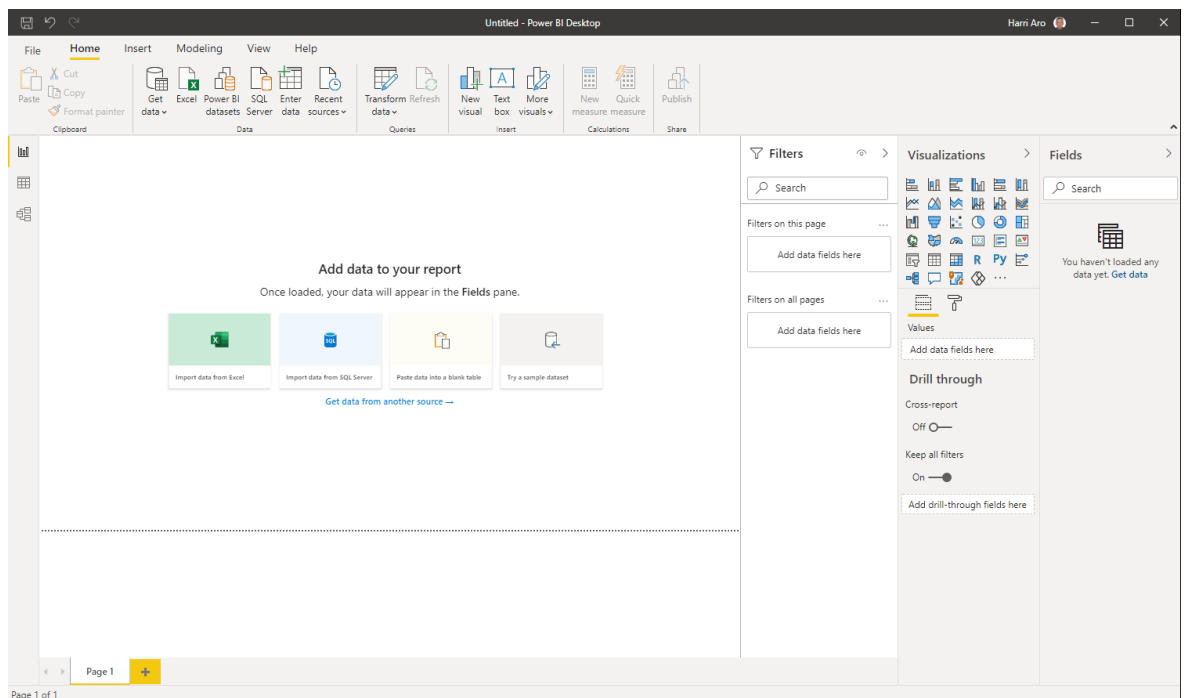 Untitled - Power BI Desktop
Harri Aro
File Home Insert Modeling View Help
Paste
Cut
Copy
Format painter
Clipboard
Get data
Excel
Power BI datasets
SQL Server
Enter data
Recent sources
Data
Transform data
Refresh
Queries
New visual
Text box
More visuals
Insert
New measure
Quick measure
Calculations
Publish
Share
Add data to your report
Once loaded, your data will appear in the Fields pane.
Import data from Excel
SQL
Import data from SQL Server
Paste data into a blank table
Try a sample dataset
Get data from another source →
Filters
Search
Filters on this page ...
Add data fields here
Filters on all pages ...
Add data fields here
Visualizations
123
R Py
...
Values
Add data fields here
Drill through
Cross-report
Off
Keep all filters
On
Add drill-through fields here
Fields
Search
You haven't loaded any
data yet. Get data
Page 1
+
Page 1 of 1